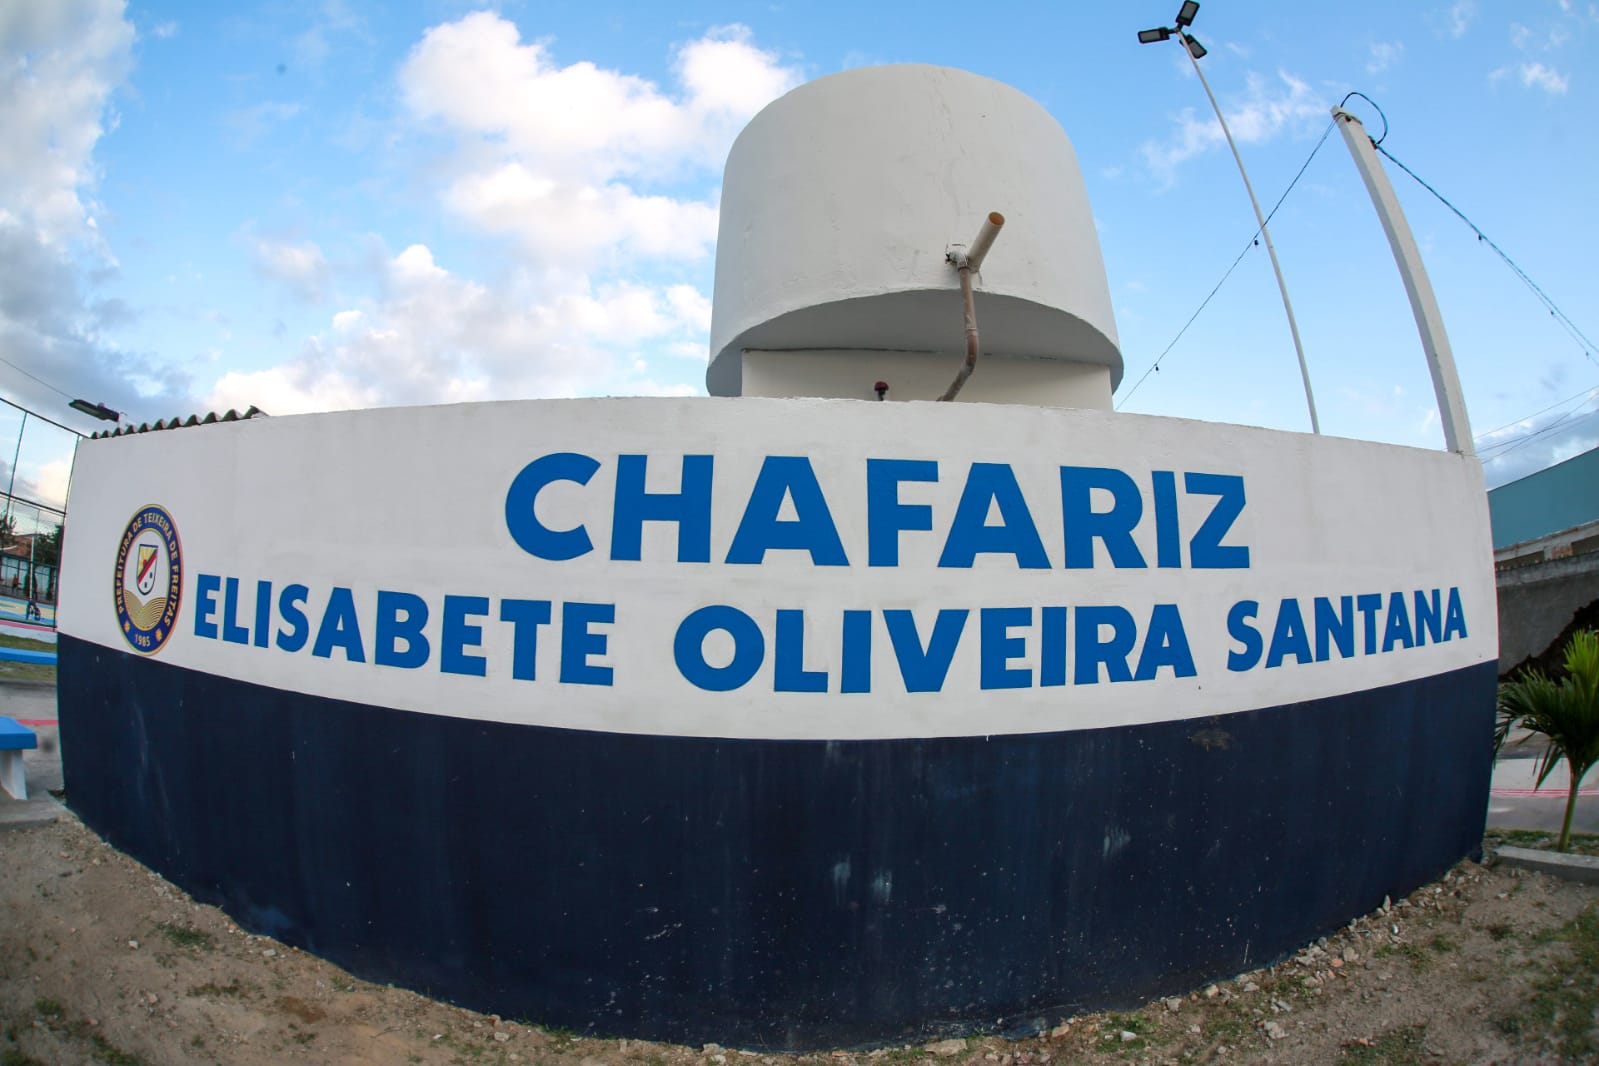 CHAFARIZ
ELISABETE OLIVEIRA SANTANA
PREFEITURA DE TEIXEIRA DE FREITAS
1985